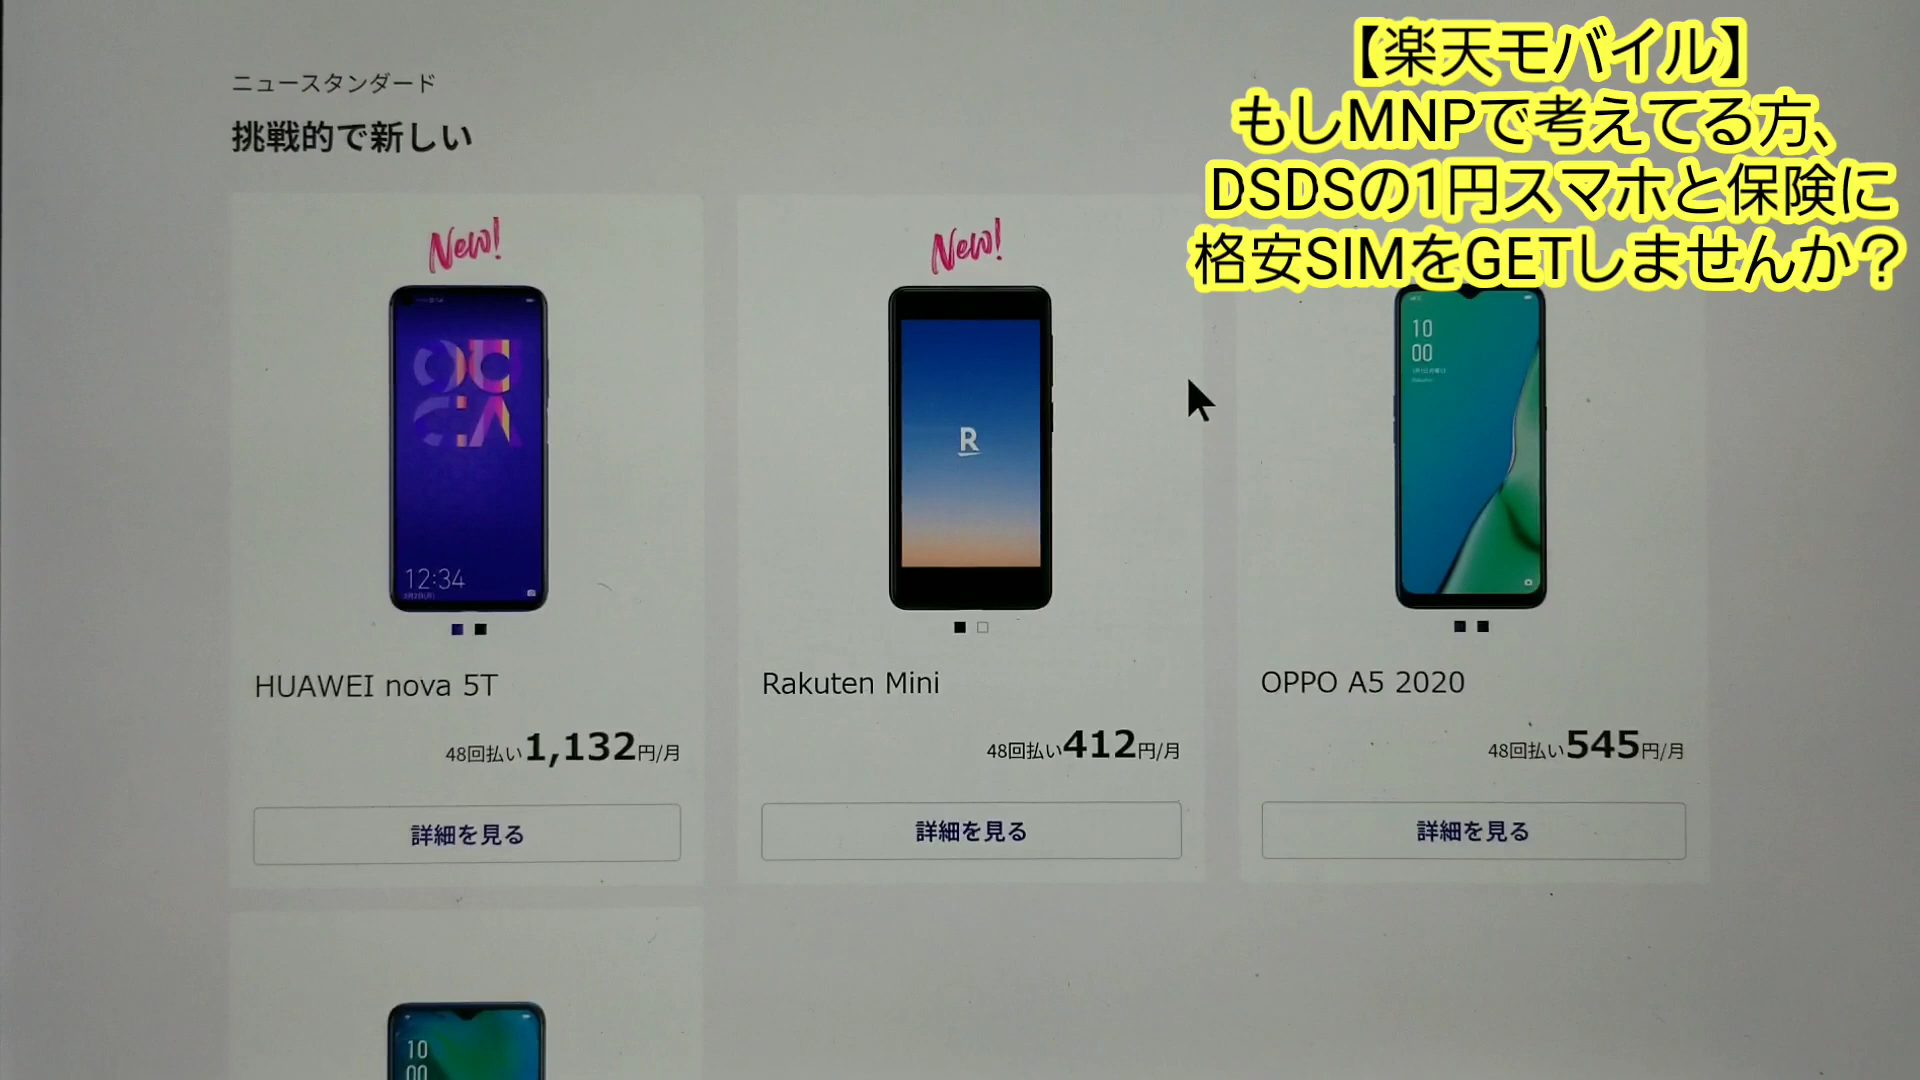 【楽天モバイル】
もしMNPで考えてる方、
DSDSの1円スマホと保険に
格安SIMをGETしませんか？
ニュースタンダード
挑戦的で新しい
New!
New!
12:34
R
10
00
HUAWEI nova 5T
48回払い1,132円/月
詳細を見る
Rakuten Mini
48回払い412円/月
詳細を見る
OPPO A5 2020
48回払い545円/月
詳細を見る
10
00